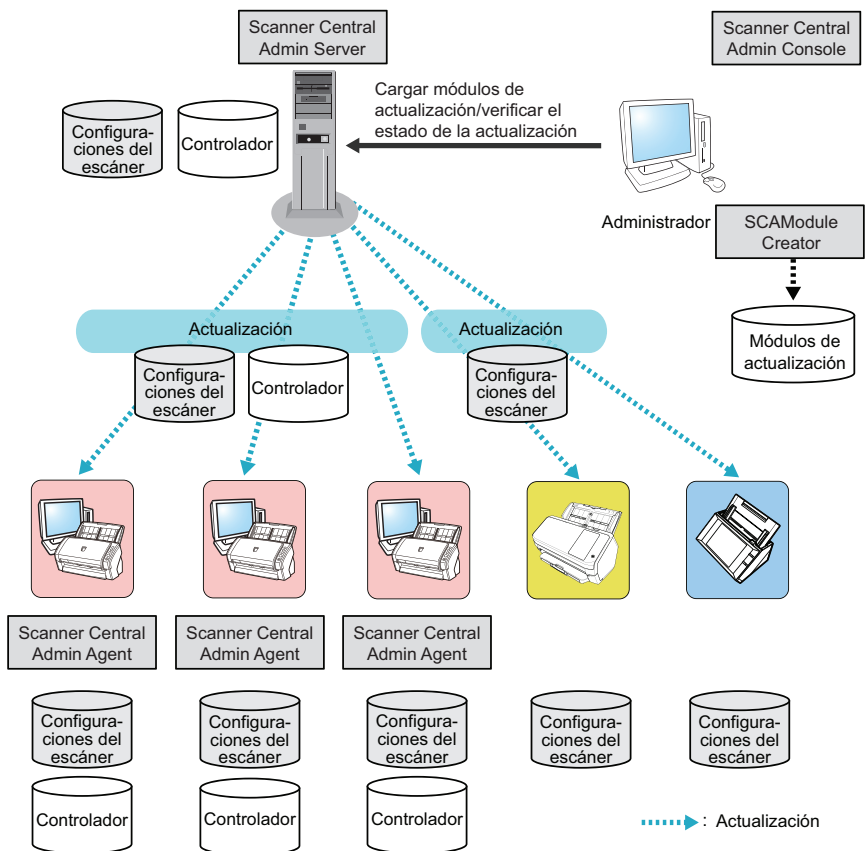 Scanner Central
Admin Server
Scanner Central
Admin Console
Cargar módulos de
actualización/verificar el
estado de la actualización
Configura-
ciones del
escáner
Controlador
Administrador
SCAModule
Creator
Módulos de
actualización
Actualización
Actualización
Configura-
ciones del
escáner
Controlador
Configura-
ciones del
escáner
Scanner Central
Admin Agent
Scanner Central
Admin Agent
Scanner Central
Admin Agent
Configura-
ciones del
escáner
Configura-
ciones del
escáner
Configura-
ciones del
escáner
Configura-
ciones del
escáner
Configura-
ciones del
escáner
Controlador
Controlador
Controlador
: Actualización